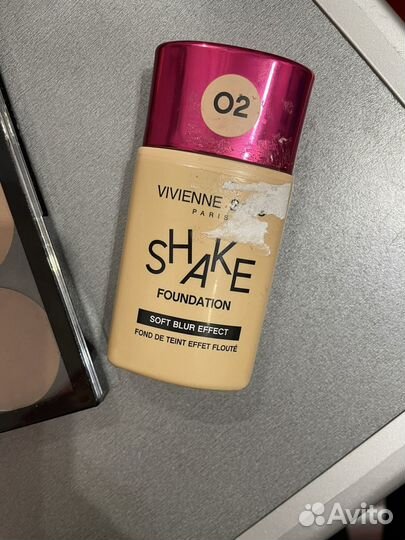 02
VIVIENNE
PARIS
SHAKE
FOUNDATION
SOFT BLUR EFFECT
FOND DE TEINT EFFET FLOUTÉ
Avito